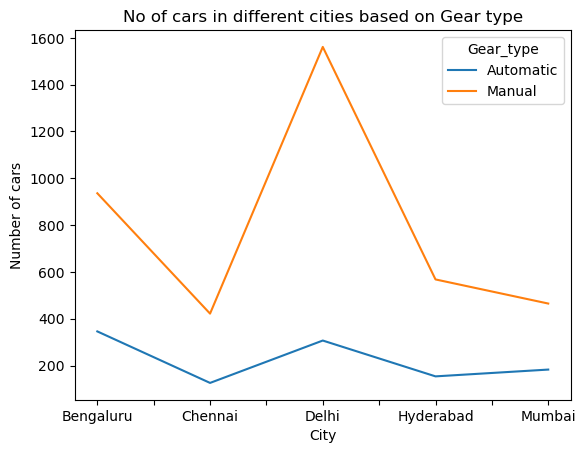 No of cars in different cities based on Gear type
Gear_type
Automatic
Manual
Number of cars
1600
1400
1200
1000
800
600
400
200
Bengaluru Chennai Delhi Hyderabad Mumbai
City